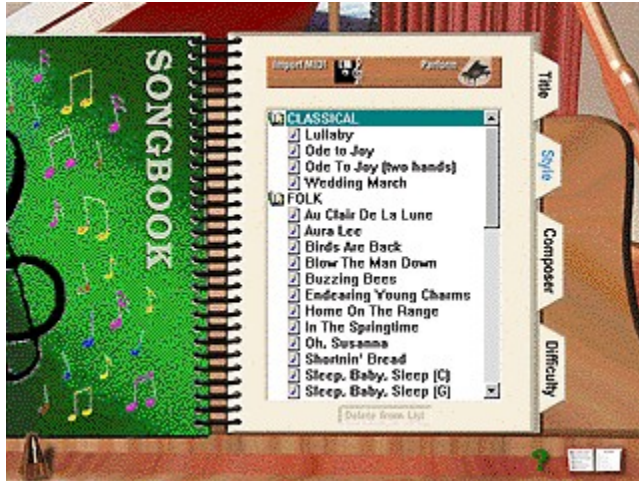 SONGBOOK
Import MIDI
Perform
CLASSICAL
Lullaby
Ode to Joy
Ode To Joy (two hands)
Wedding March
FOLK
Au Clair De La Lune
Aura Lee
Birds Are Back
Blow The Man Down
Buzzing Bees
Endearing Young Charms
Home On The Range
In The Springtime
Oh, Susanna
Shortnin' Bread
Sleep, Baby, Sleep (C)
Sleep, Baby, Sleep (G)
Delete from List
Title
Style
Composer
Difficulty
?